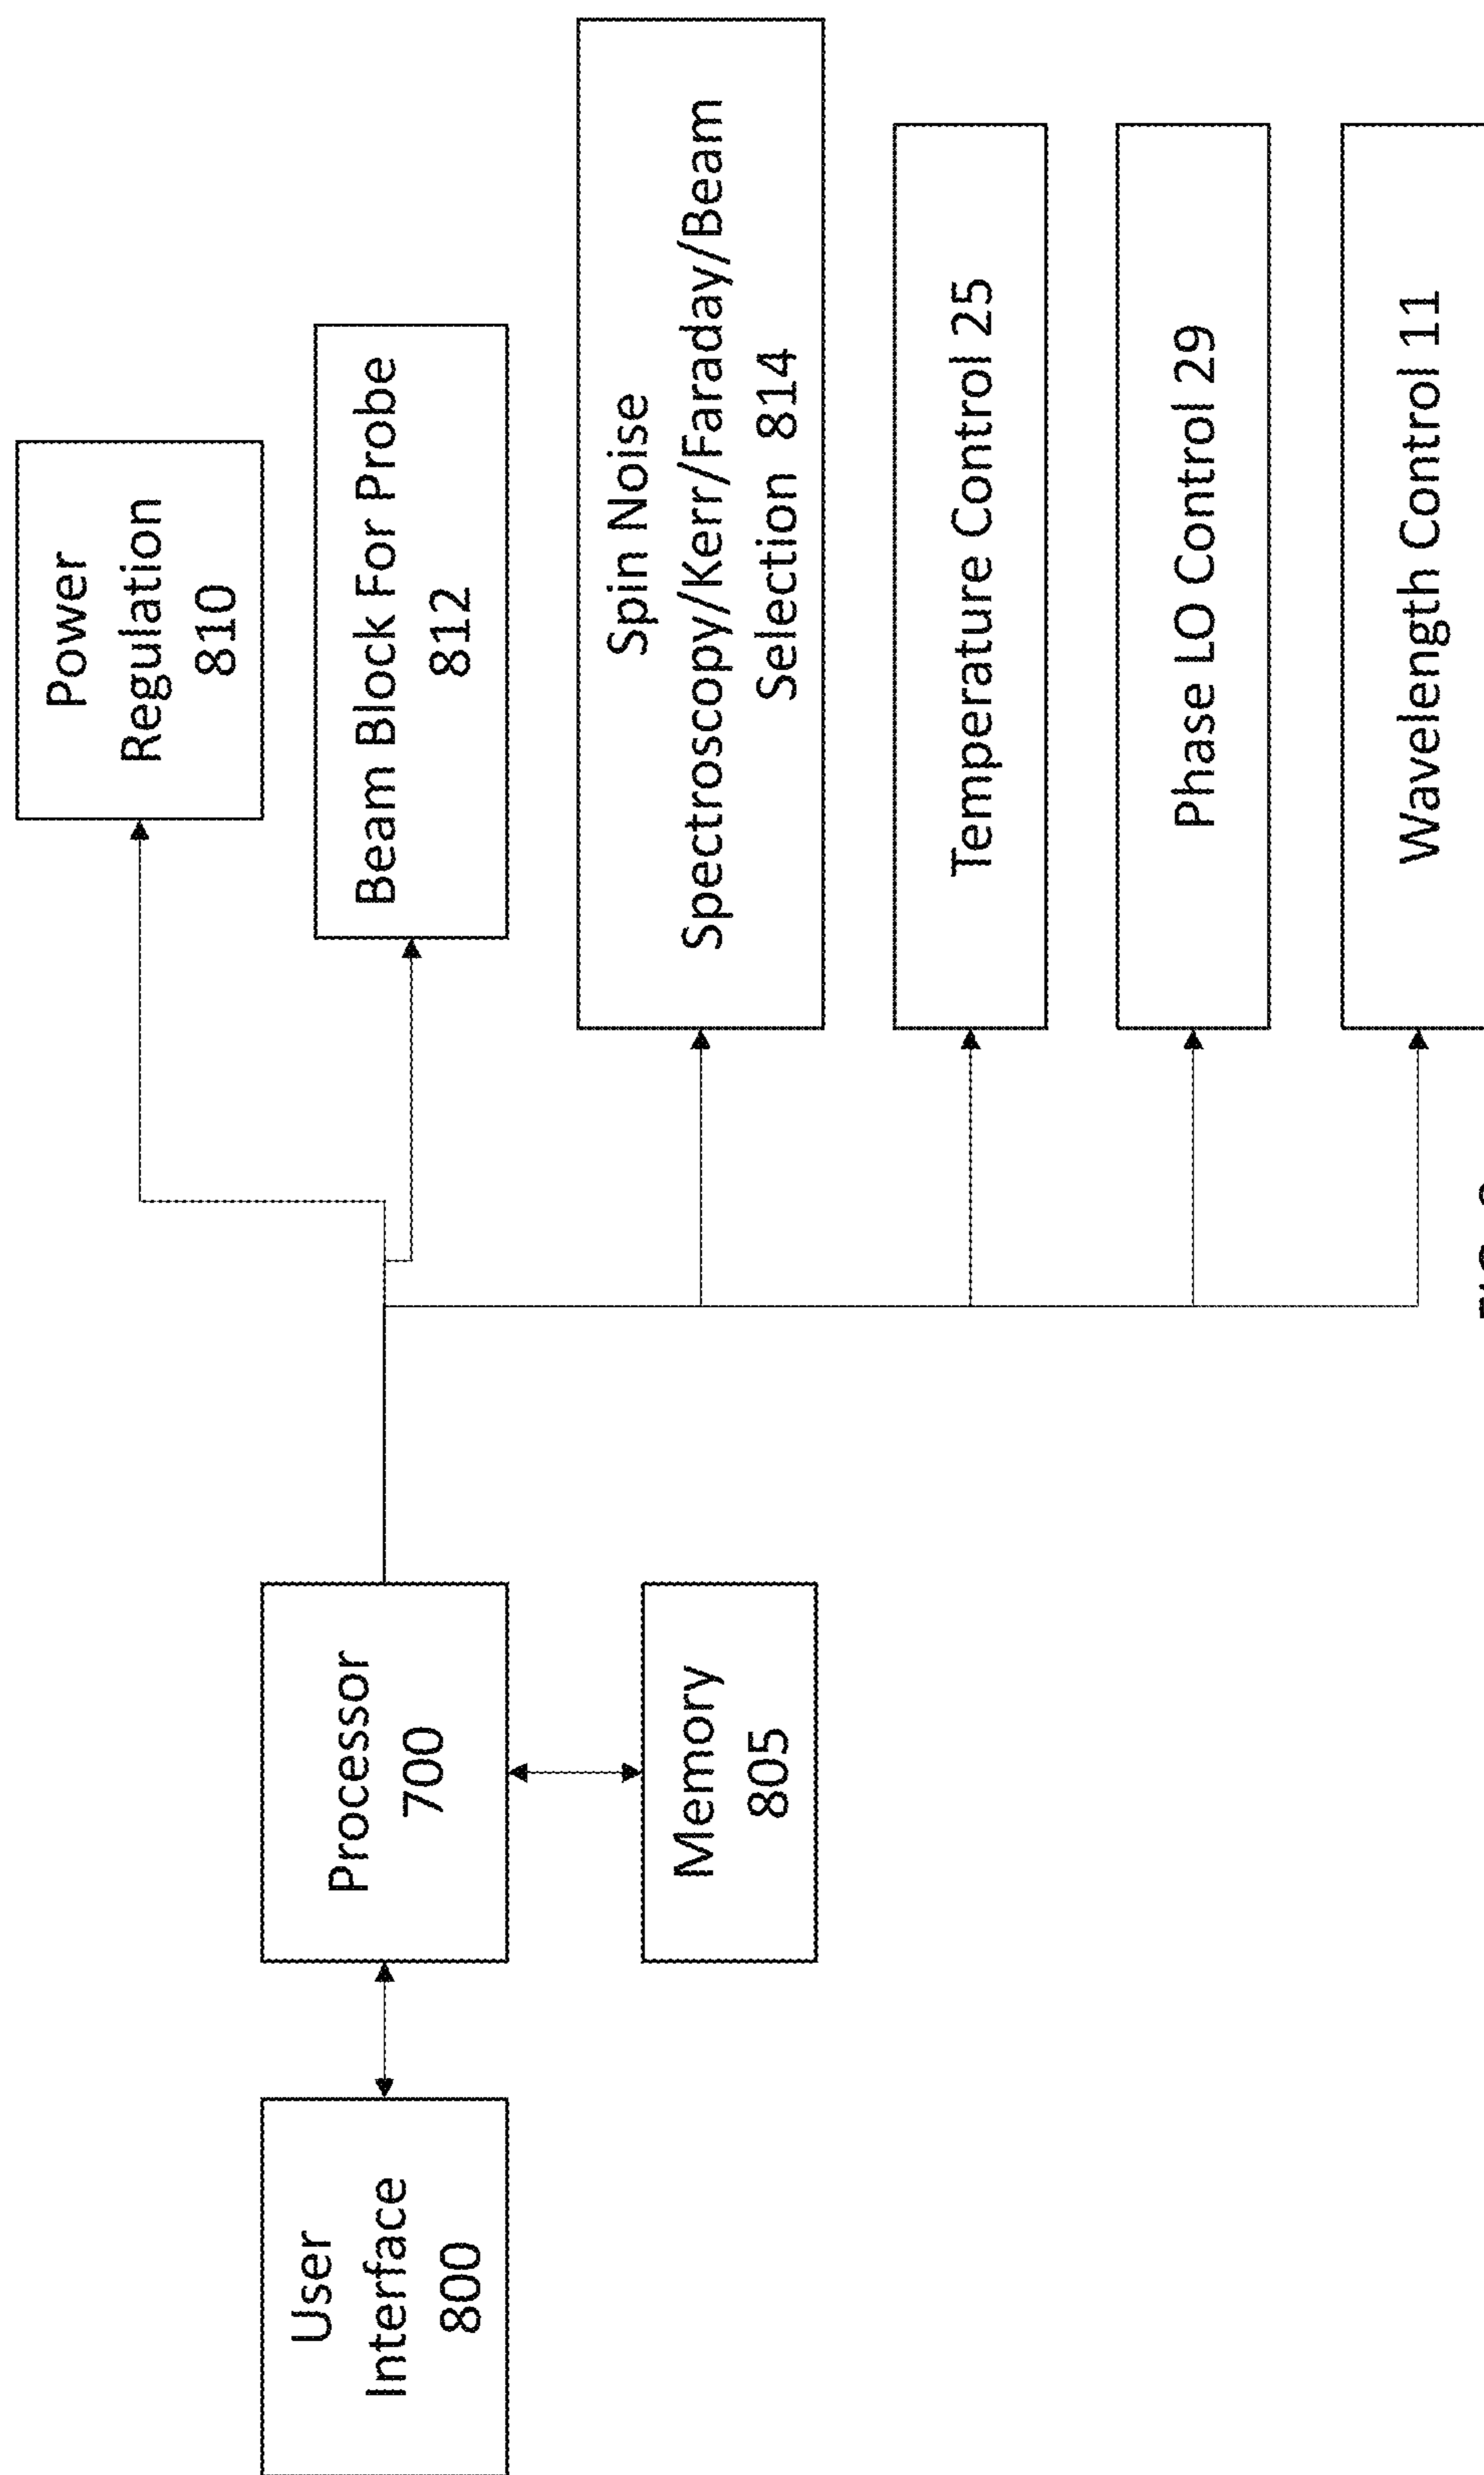 User
Interface
800
Processor
700
Memory
805
Power
Regulation
810
Beam Block For Probe
812
Spin Noise
Spectroscopy/Kerr/Faraday/Beam
Selection 814
Temperature Control 25
Phase LO Control 29
Wavelength Control 11